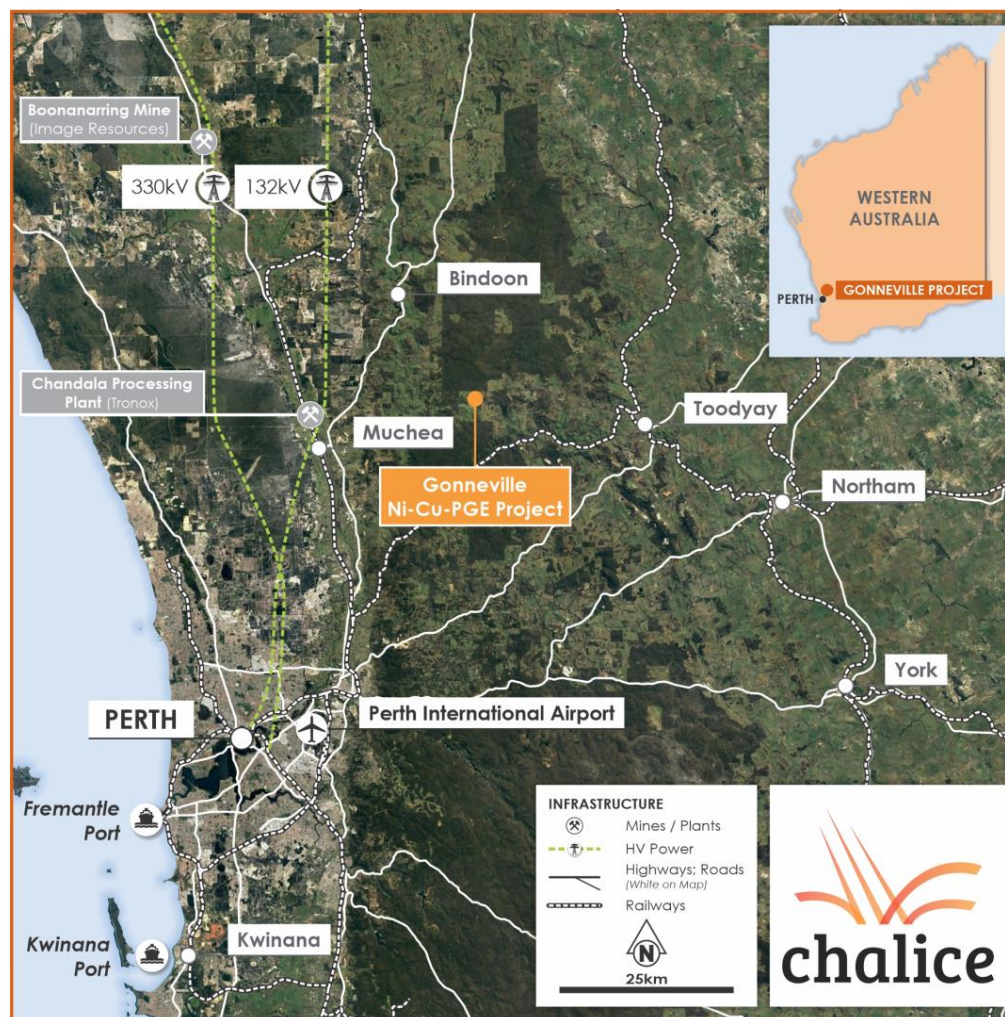 Boonanarring Mine
(Image Resources)
330kV
132kV
Bindoon
WESTERN
AUSTRALIA
PERTH
GONNEVILLE PROJECT
Chandala Processing
Plant (Tronox)
Muchea
Toodyay
Gonneville
Ni-Cu-PGE Project
Northam
York
PERTH
Perth International Airport
Fremantle
Port
Kwinana
Port
Kwinana
INFRASTRUCTURE
Mines / Plants
HV Power
Highways; Roads
(White on Map)
Railways
N
25km
chalice